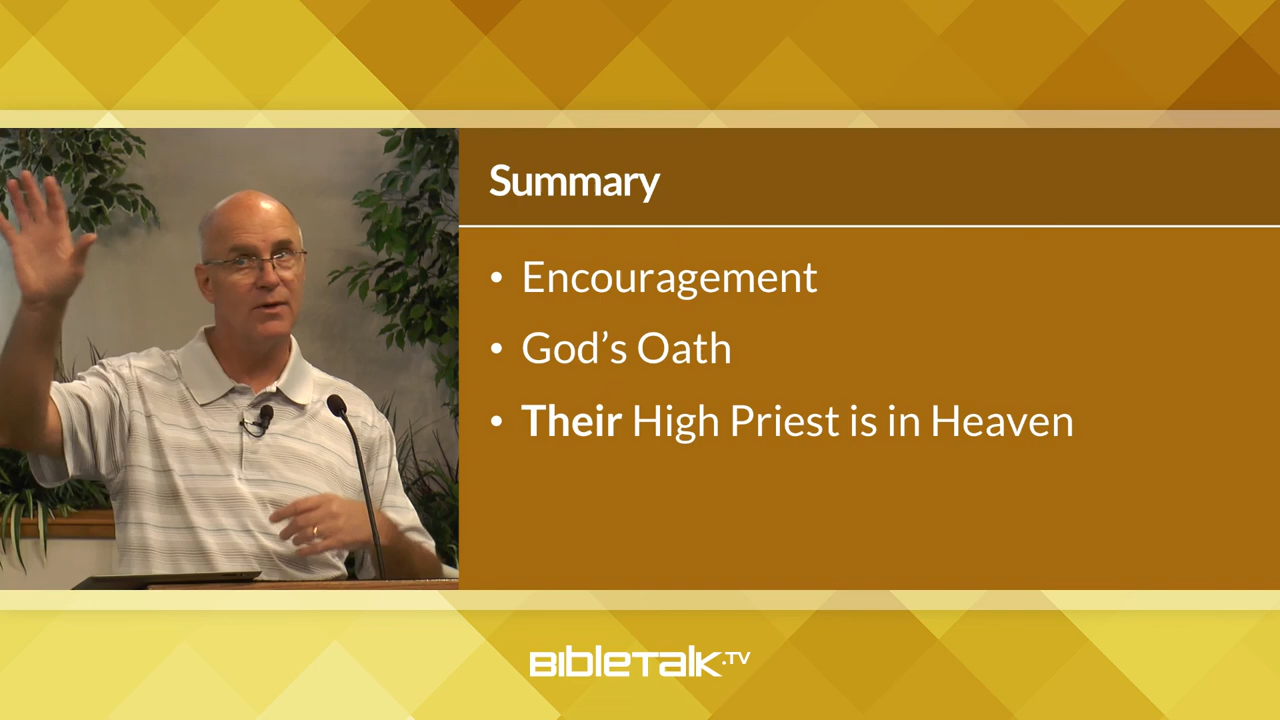 Summary
• Encouragement
• God’s Oath
• Their High Priest is in Heaven
BIBLETALK.TV